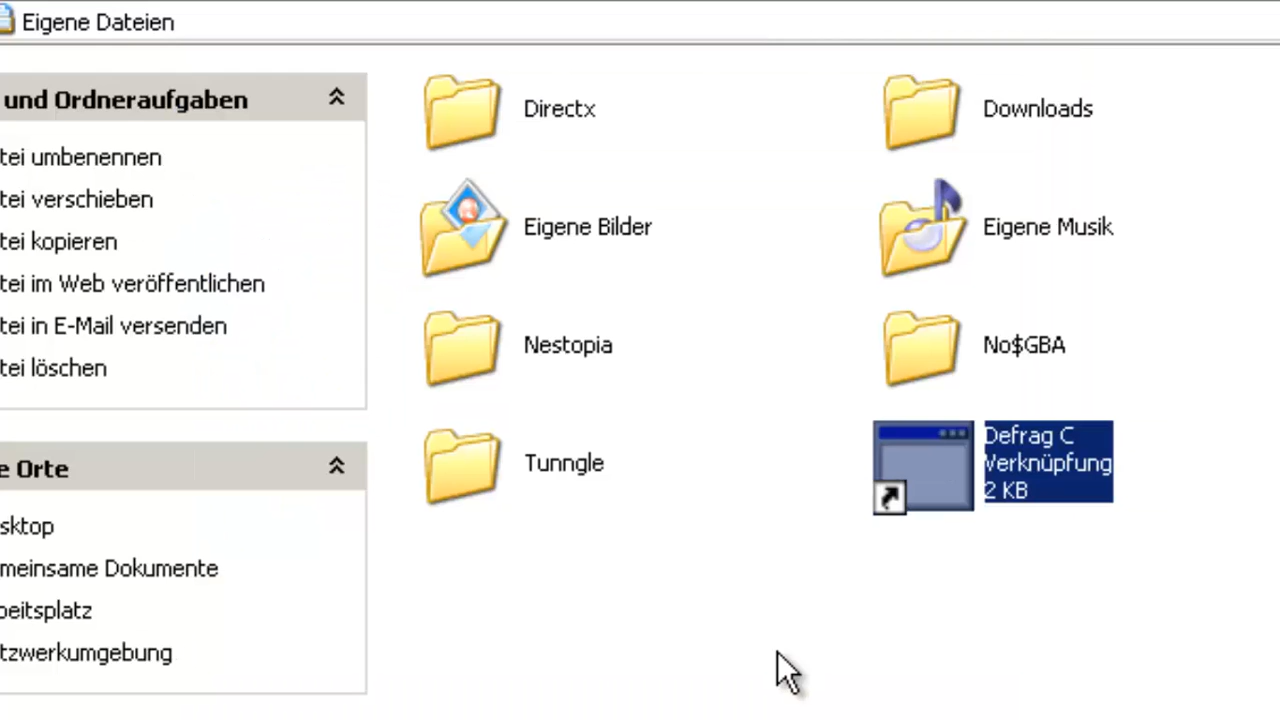 Eigene Dateien
und Ordneraufgaben
tei umbenennen
tei verschieben
tei kopieren
tei im Web veröffentlichen
tei in E-Mail versenden
tei löschen
e Orte
sktop
meinsame Dokumente
beitsplatz
tzwerkumgebung
Directx
Downloads
Eigene Bilder
Eigene Musik
Nestopia
No$GBA
Tunngle
Defrag C
Verknüpfung
2 KB